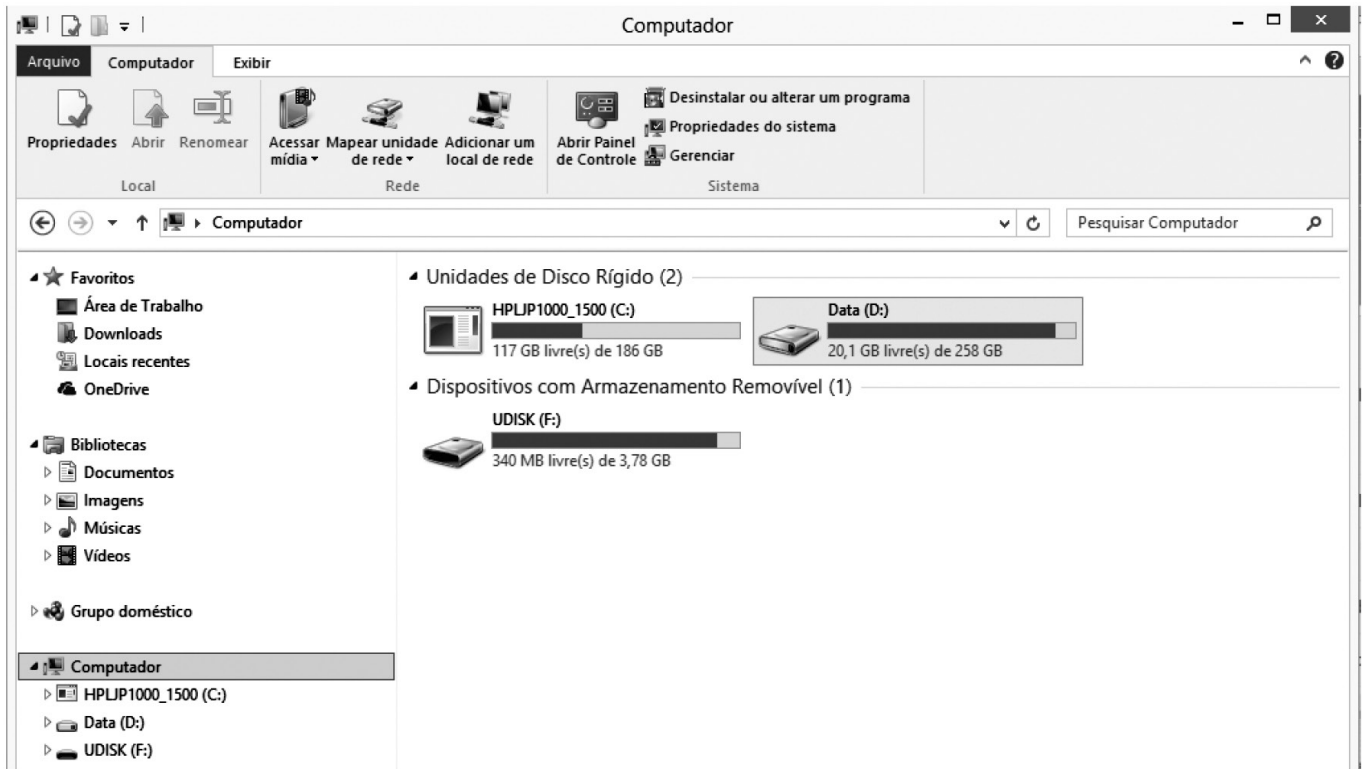 Computador
Arquivo Computador Exibir
Propriedades Abrir Renomear Acessar mídia Mapear unidade de rede Adicionar um local de rede Abrir Painel de Controle Desinstalar ou alterar um programa
Propriedades do sistema
Gerenciar
Local Rede Sistema
Computador Pesquisar Computador
Favoritos
Área de Trabalho
Downloads
Locais recentes
OneDrive
Bibliotecas
Documentos
Imagens
Músicas
Vídeos
Grupo doméstico
Computador
HPLJP1000_1500 (C:)
Data (D:)
UDISK (F:)
Unidades de Disco Rígido (2)
HPLJP1000_1500 (C:)
117 GB livre(s) de 186 GB
Data (D:)
20,1 GB livre(s) de 258 GB
Dispositivos com Armazenamento Removível (1)
UDISK (F:)
340 MB livre(s) de 3,78 GB